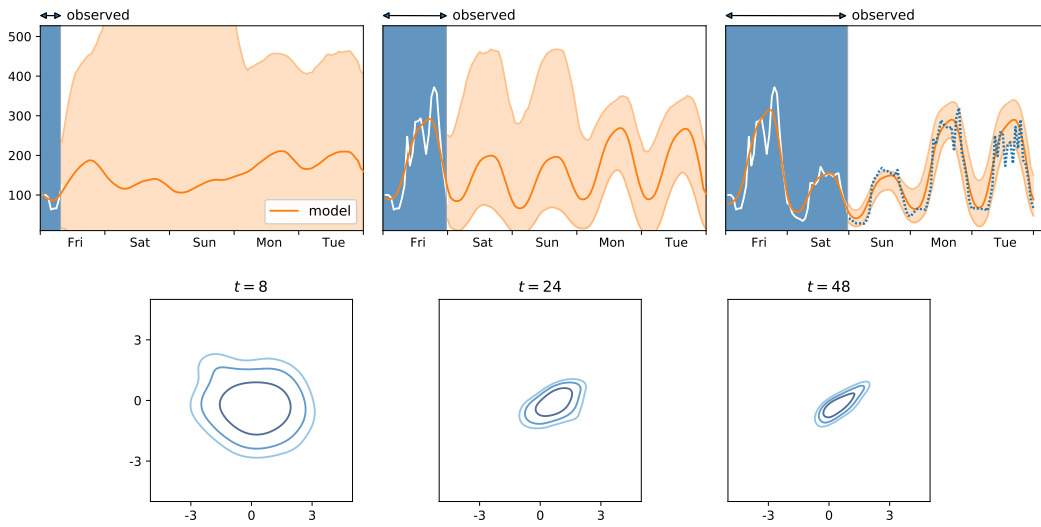 observed observed observed
500
400
300
200
100
model
Fri Sat Sun Mon Tue Fri Sat Sun Mon Tue Fri Sat Sun Mon Tue
t = 8 t = 24 t = 48
3
0
-3
-3 0 3 -3 0 3 -3 0 3